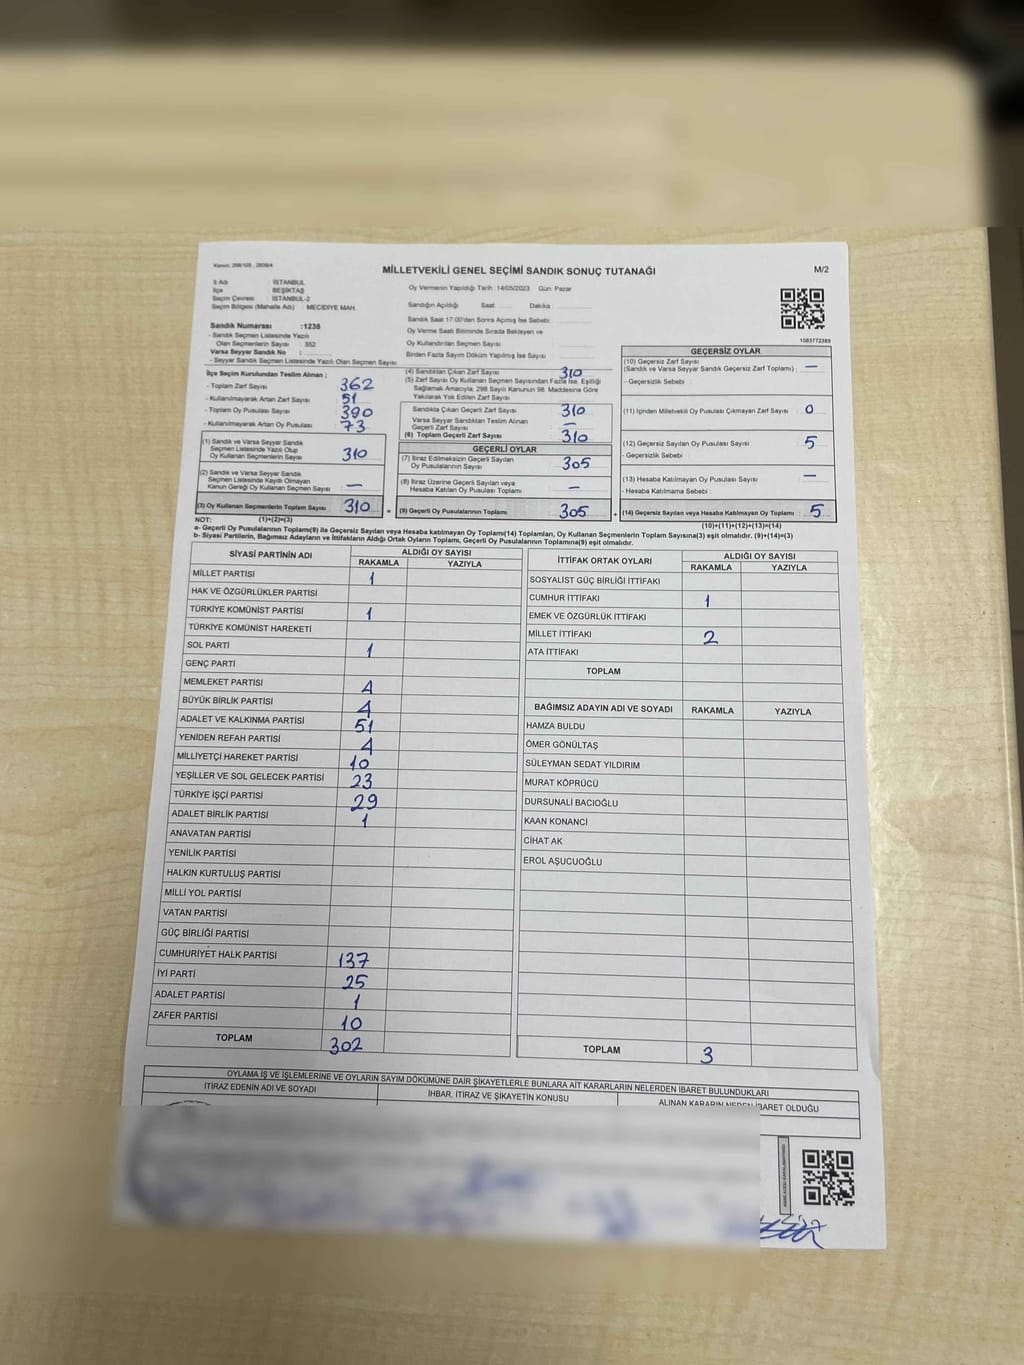 Kanun: 298/105 , 2839/4
MİLLETVEKİLİ GENEL SEÇİMİ SANDIK SONUÇ TUTANAĞI
M/2
İl Adı : İSTANBUL
İlçe : BEŞİKTAŞ
Seçim Çevresi : İSTANBUL-2
Seçim Bölgesi (Mahalle Adı) : MECİDİYE MAH.
Oy Vermenin Yapıldığı Tarih :14/05/2023 Gün: Pazar
Sandığın Açıldığı Saat: Dakika :
Sandık Saat 17:00'den Sonra Açılmış İse Sebebi :
Oy Verme Saati Bitiminde Sırada Bekleyen ve
Oy Kullandırılan Seçmen Sayısı :
Birden Fazla Sayım Döküm Yapılmış İse Sayısı :
1083772389
Sandık Numarası :1238
- Sandık Seçmen Listesinde Yazılı
Olan Seçmenlerin Sayısı : 352
Varsa Seyyar Sandık No :
- Seyyar Sandık Seçmen Listesinde Yazılı Olan Seçmen Sayısı:
İlçe Seçim Kurulundan Teslim Alınan ;
- Toplam Zarf Sayısı : 362
- Kullanılmayarak Artan Zarf Sayısı : 51
- Toplam Oy Pusulası Sayısı : 390
- Kullanılmayarak Artan Oy Pusulası : 73
(1) Sandık ve Varsa Seyyar Sandık
Seçmen Listesinde Yazılı Olup
Oy Kullanan Seçmenlerin Sayısı : 310
(2) Sandık ve Varsa Seyyar Sandık
Seçmen Listesinde Kaydı Olmayan
Kanun Gereği Oy Kullanan Seçmen Sayısı : —
(3) Oy Kullanan Seçmenlerin Toplam Sayısı : 310
(1)+(2)=(3)
(4) Sandıktan Çıkan Zarf Sayısı : 310
(5) Zarf Sayısı Oy Kullanan Seçmen Sayısından Fazla İse, Eşitliği
Sağlamak Amacıyla, 298 Sayılı Kanunun 98. Maddesine Göre
Yakılarak Yok Edilen Zarf Sayısı :
Sandıkta Çıkan Geçerli Zarf Sayısı : 310
Varsa Seyyar Sandıktan Teslim Alınan
Geçerli Zarf Sayısı : —
(6) Toplam Geçerli Zarf Sayısı : 310
GEÇERLİ OYLAR
(7) İtiraz Edilmeksizin Geçerli Sayılan
Oy Pusulalarının Sayısı : 305
(8) İtiraz Üzerine Geçerli Sayılan veya
Hesaba Katılan Oy Pusulası Toplamı : —
= (9) Geçerli Oy Pusulalarının Toplamı : 305
GEÇERSİZ OYLAR
(10) Geçersiz Zarf Sayısı
(Sandık ve Varsa Seyyar Sandık Geçersiz Zarf Toplamı) : —
- Geçersizlik Sebebi :
(11) İçinden Milletvekili Oy Pusulası Çıkmayan Zarf Sayısı : 0
(12) Geçersiz Sayılan Oy Pusulası Sayısı : 5
- Geçersizlik Sebebi :
(13) Hesaba Katılmayan Oy Pusulası Sayısı : —
- Hesaba Katılmama Sebebi :
+ (14) Geçersiz Sayılan veya Hesaba Katılmayan Oy Toplamı : 5
(10)+(11)+(12)+(13)=(14)
NOT:
a- Geçerli Oy Pusulalarının Toplamı(9) ile Geçersiz Sayılan veya Hesaba katılmayan Oy Toplam(14) Toplamları, Oy Kullanan Seçmenlerin Toplam Sayısına(3) eşit olmalıdır. (9)+(14)=(3)
b- Siyasi Partilerin, Bağımsız Adayların ve İttifakların Aldığı Ortak Oyların Toplamı, Geçerli Oy Pusulalarının Toplamına(9) eşit olmalıdır.
SİYASİ PARTİNİN ADI ALDIĞI OY SAYISI
RAKAMLA YAZIYLA
MİLLET PARTİSİ 1
HAK VE ÖZGÜRLÜKLER PARTİSİ
TÜRKİYE KOMÜNİST PARTİSİ 1
TÜRKİYE KOMÜNİST HAREKETİ
SOL PARTİ 1
GENÇ PARTİ
MEMLEKET PARTİSİ 4
BÜYÜK BİRLİK PARTİSİ 4
ADALET VE KALKINMA PARTİSİ 51
YENİDEN REFAH PARTİSİ 4
MİLLİYETÇİ HAREKET PARTİSİ 10
YEŞİLLER VE SOL GELECEK PARTİSİ 23
TÜRKİYE İŞÇİ PARTİSİ 29
ADALET BİRLİK PARTİSİ 1
ANAVATAN PARTİSİ
YENİLİK PARTİSİ
HALKIN KURTULUŞ PARTİSİ
MİLLİ YOL PARTİSİ
VATAN PARTİSİ
GÜÇ BİRLİĞİ PARTİSİ
CUMHURİYET HALK PARTİSİ 137
İYİ PARTİ 25
ADALET PARTİSİ 1
ZAFER PARTİSİ 10
TOPLAM 302
İTTİFAK ORTAK OYLARI ALDIĞI OY SAYISI
RAKAMLA YAZIYLA
SOSYALİST GÜÇ BİRLİĞİ İTTİFAKI
CUMHUR İTTİFAKI 1
EMEK VE ÖZGÜRLÜK İTTİFAKI
MİLLET İTTİFAKI 2
ATA İTTİFAKI
TOPLAM
BAĞIMSIZ ADAYIN ADI VE SOYADI RAKAMLA YAZIYLA
HAMZA BULDU
ÖMER GÖNÜLTAŞ
SÜLEYMAN SEDAT YILDIRIM
MURAT KÖPRÜCÜ
DURSUNALİ BACIOĞLU
KAAN KONANCİ
CİHAT AK
EROL AŞUCUOĞLU
TOPLAM 3
OYLAMA İŞ VE İŞLEMLERİNE VE OYLARIN SAYIM DÖKÜMÜNE DAİR ŞİKAYETLERLE BUNLARA AİT KARARLARIN NELERDEN İBARET BULUNDUKLARI
İTİRAZ EDENİN ADI VE SOYADI İHBAR, İTİRAZ VE ŞİKAYETİN KONUSU ALINAN KARARIN NEDEN İBARET OLDUĞU